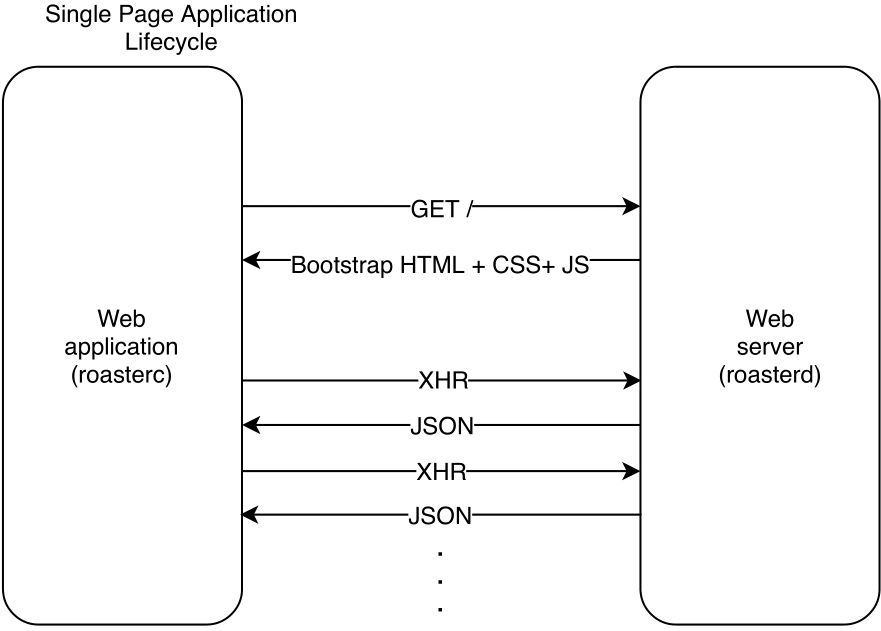 Single Page Application
Lifecycle
GET /
Bootstrap HTML + CSS+ JS
Web
application
(roasterc)
Web
server
(roasterd)
XHR
JSON
XHR
JSON
.
.
.